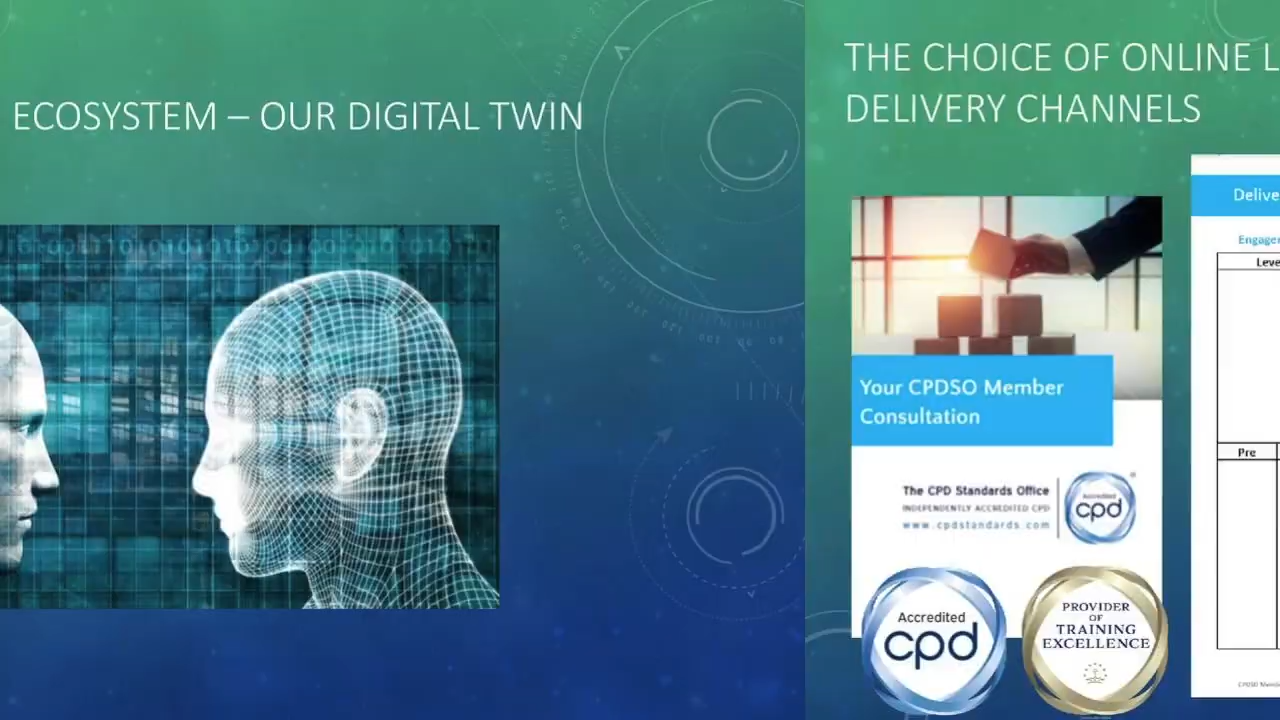 ECOSYSTEM – OUR DIGITAL TWIN
THE CHOICE OF ONLINE L
DELIVERY CHANNELS
Your CPDSO Member
Consultation
The CPD Standards Office
INDEPENDENTLY ACCREDITED CPD
www.cpdstandards.com
Accredited
cpd
Accredited
cpd
PROVIDER
OF
TRAINING
EXCELLENCE
Delive
Engage
Leve
Pre